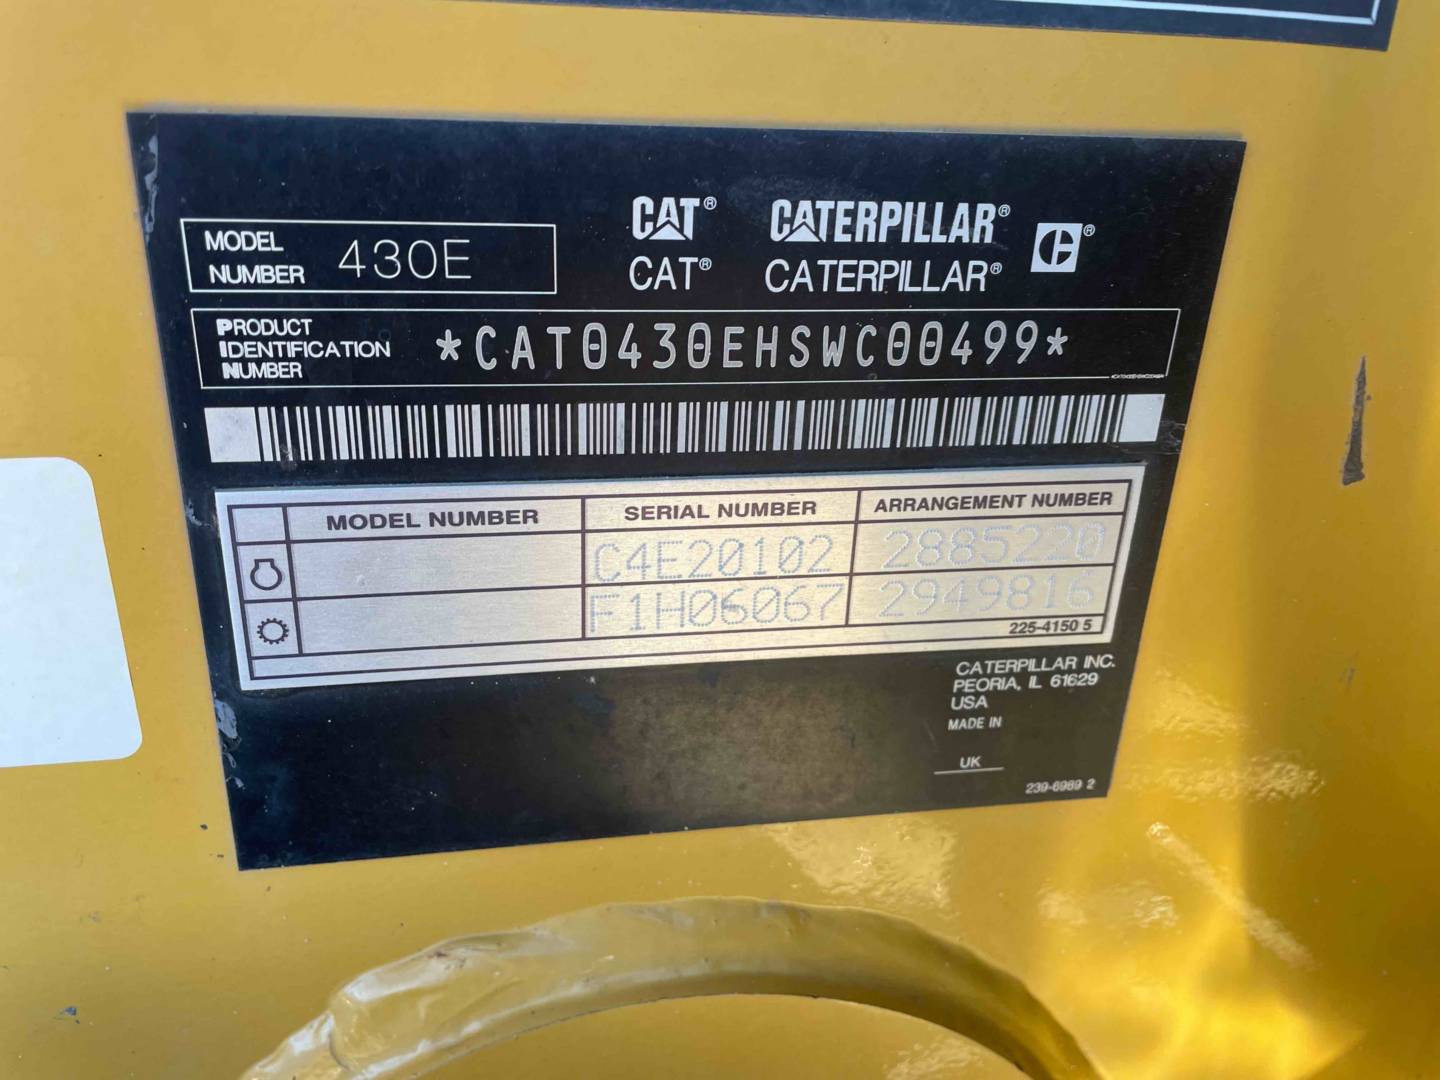 CAT® CATERPILLAR® ®
CAT® CATERPILLAR®
MODEL NUMBER 430E
PRODUCT IDENTIFICATION NUMBER *CAT0430EHSWC00499*
MODEL NUMBER SERIAL NUMBER ARRANGEMENT NUMBER
C4E20102 2885220
F1H06067 2949816
225-4150 5
CATERPILLAR INC.
PEORIA, IL 61629
USA
MADE IN
UK
239-6989 2